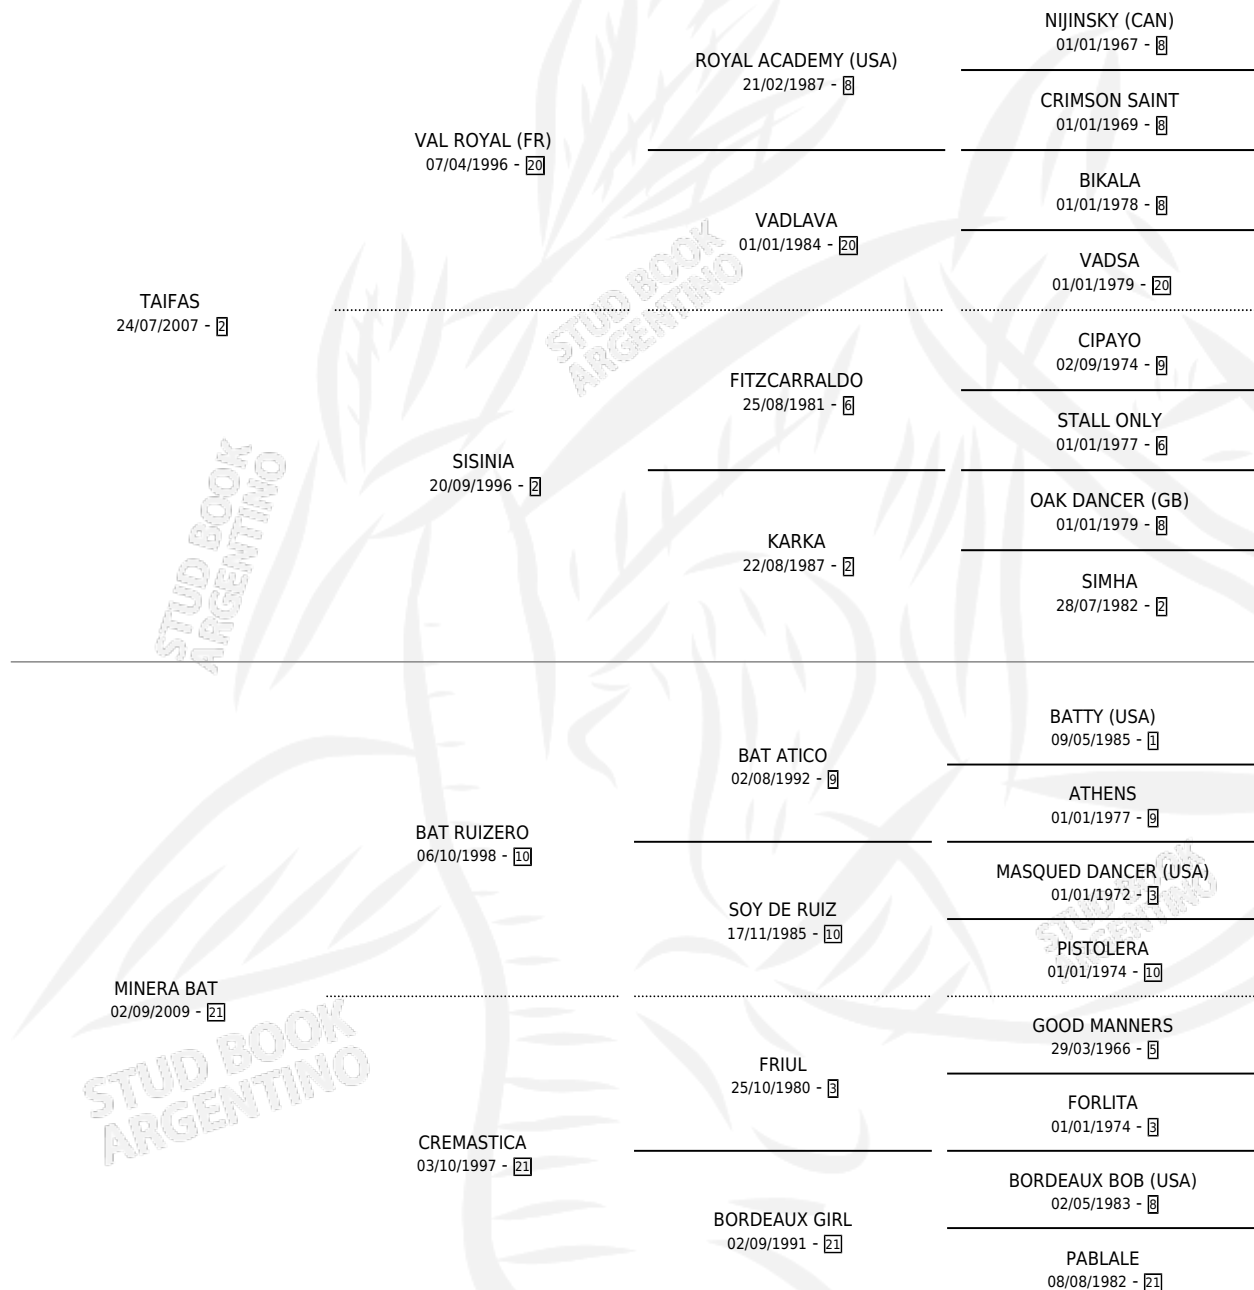 NIJINSKY (CAN)
01/01/1967 - 8
ROYAL ACADEMY (USA)
21/02/1987 - 8
CRIMSON SAINT
01/01/1969 - 8
VAL ROYAL (FR)
07/04/1996 - 20
BIKALA
01/01/1978 - 8
VADLAVA
01/01/1984 - 20
VADSA
01/01/1979 - 20
TAIFAS
24/07/2007 - 2
CIPAYO
02/09/1974 - 9
FITZCARRALDO
25/08/1981 - 6
STALL ONLY
01/01/1977 - 6
SISINIA
20/09/1996 - 2
OAK DANCER (GB)
01/01/1979 - 8
KARKA
22/08/1987 - 2
SIMHA
28/07/1982 - 2
BATTY (USA)
09/05/1985 - 1
BAT ATICO
02/08/1992 - 9
ATHENS
01/01/1977 - 9
BAT RUIZERO
06/10/1998 - 10
MASQUED DANCER (USA)
01/01/1972 - 3
SOY DE RUIZ
17/11/1985 - 10
PISTOLERA
01/01/1974 - 10
MINERA BAT
02/09/2009 - 21
GOOD MANNERS
29/03/1966 - 5
FRIUL
25/10/1980 - 3
FORLITA
01/01/1974 - 3
CREMASTICA
03/10/1997 - 21
BORDEAUX BOB (USA)
02/05/1983 - 8
BORDEAUX GIRL
02/09/1991 - 21
PABLALE
08/08/1982 - 21
STUD BOOK
ARGENTINO
STUD BOOK
ARGENTINO
STUD BOOK
ARGENTINO
STUD BOOK
ARGENTINO